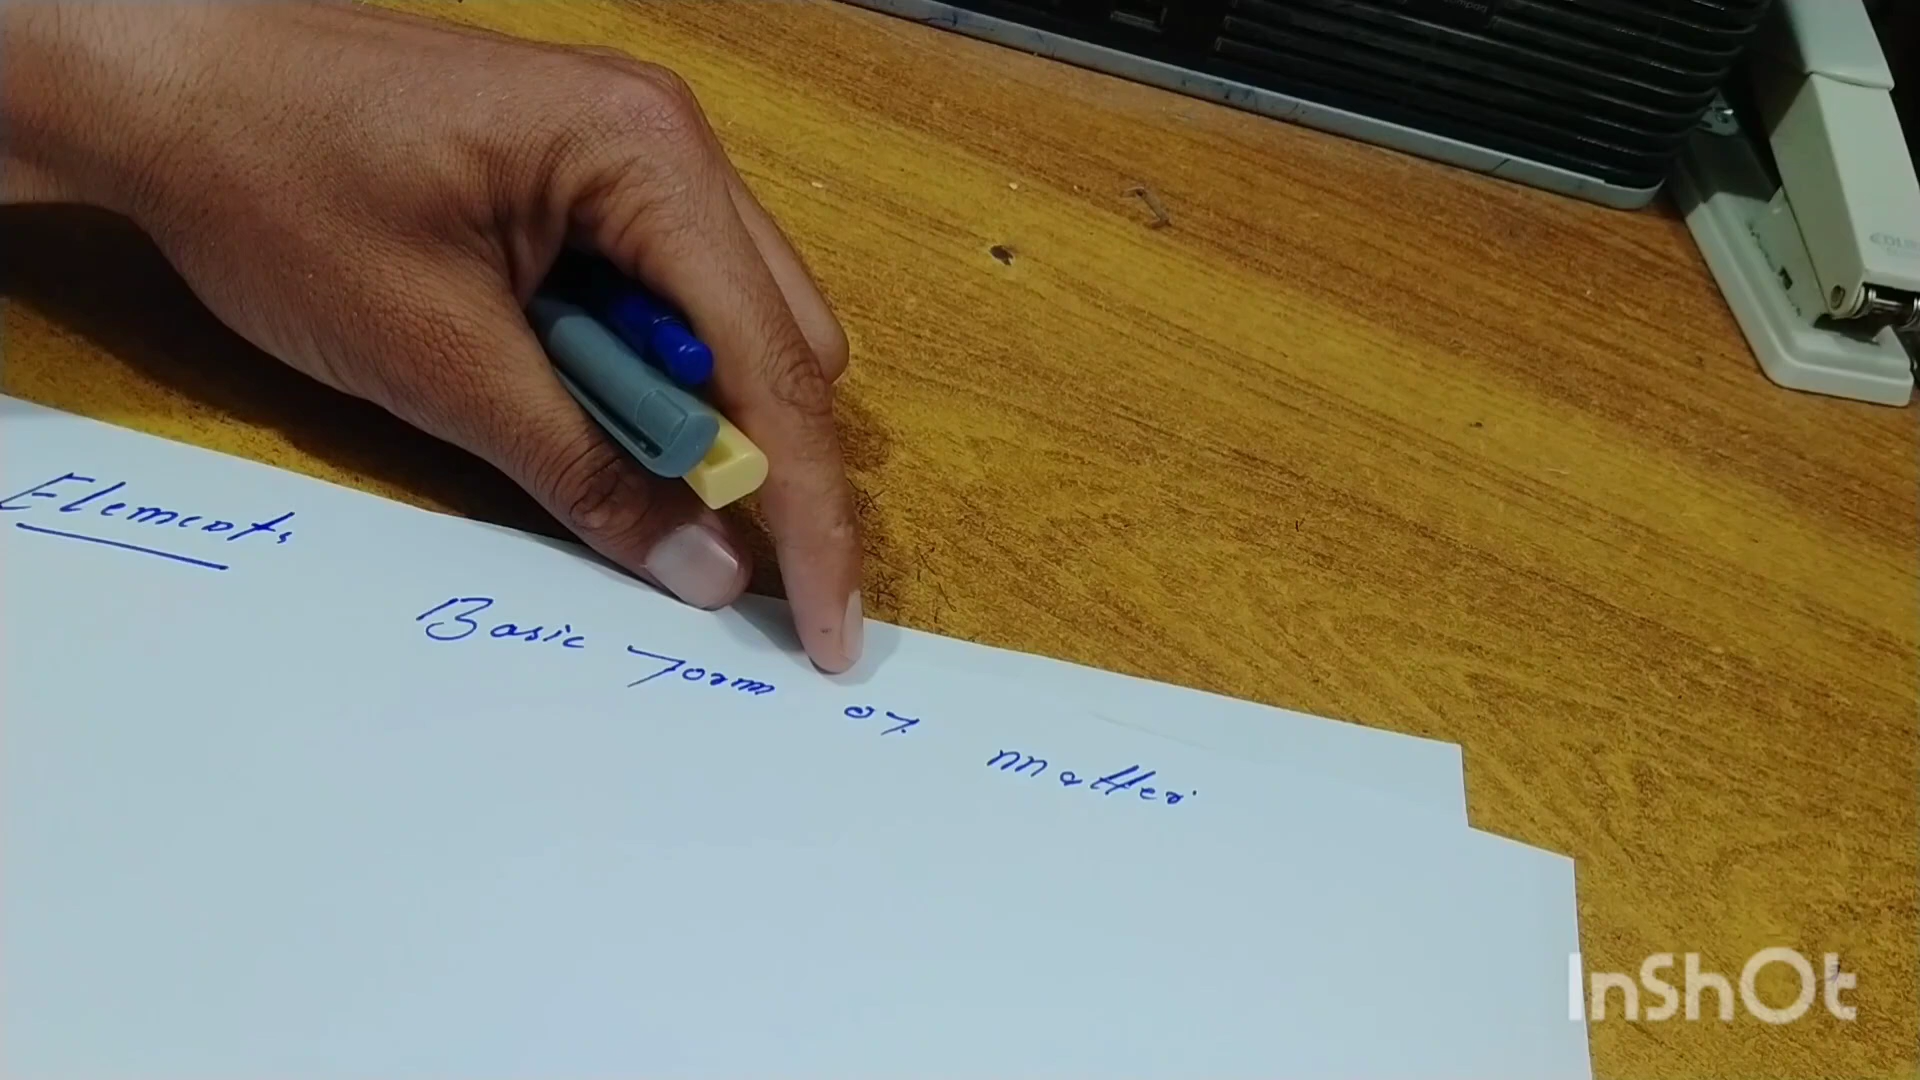 Elements
Basic form of matter
InShOt